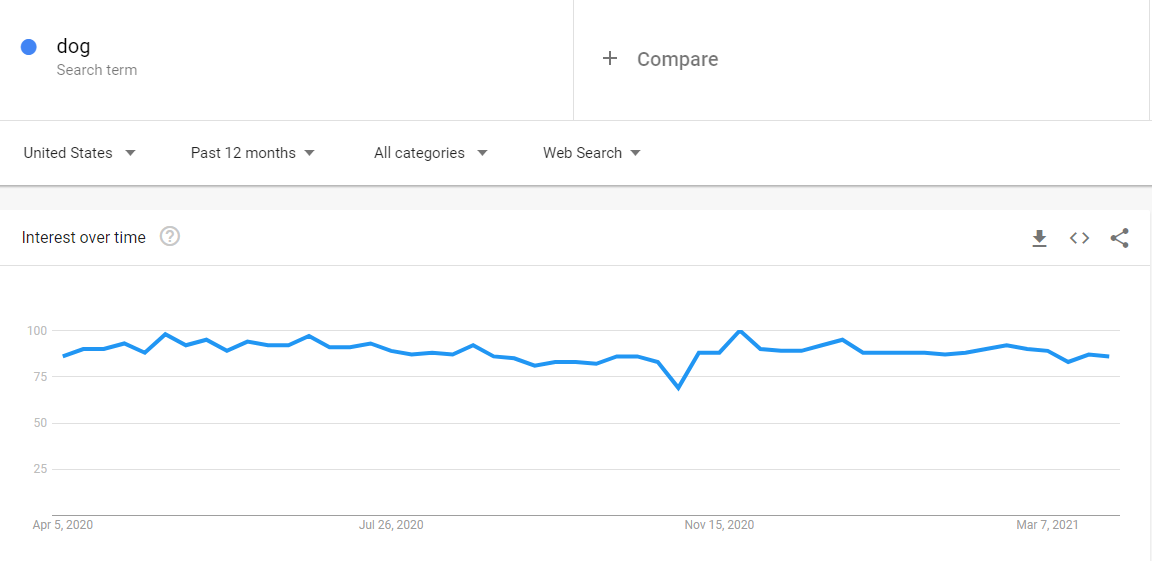 dog
Search term
+ Compare
United States
Past 12 months
All categories
Web Search
Interest over time
?
100
75
50
25
Apr 5, 2020
Jul 26, 2020
Nov 15, 2020
Mar 7, 2021